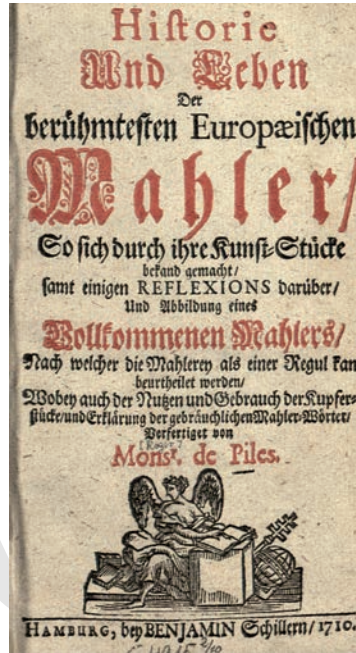 Historie
Und Leben
Der
berühmtesten Europæischen
Mahler/
So sich durch ihre Kunst-Stücke
bekand gemacht/
samt einigen REFLEXIONS darüber/
Und Abbildung eines
Vollkommenen Mahlers/
Nach welcher die Mahlerey als einer Regul kan
beurtheilet werden/
Wobey auch der Nutzen und Gebrauch der Kupfer-
stücke/und Erklärung der gebräuchlichen Mahler-Wörter/
Verfertiget von
Monsr. de Piles.
HAMBURG, bey BENJAMIN Schillern/ 1710.